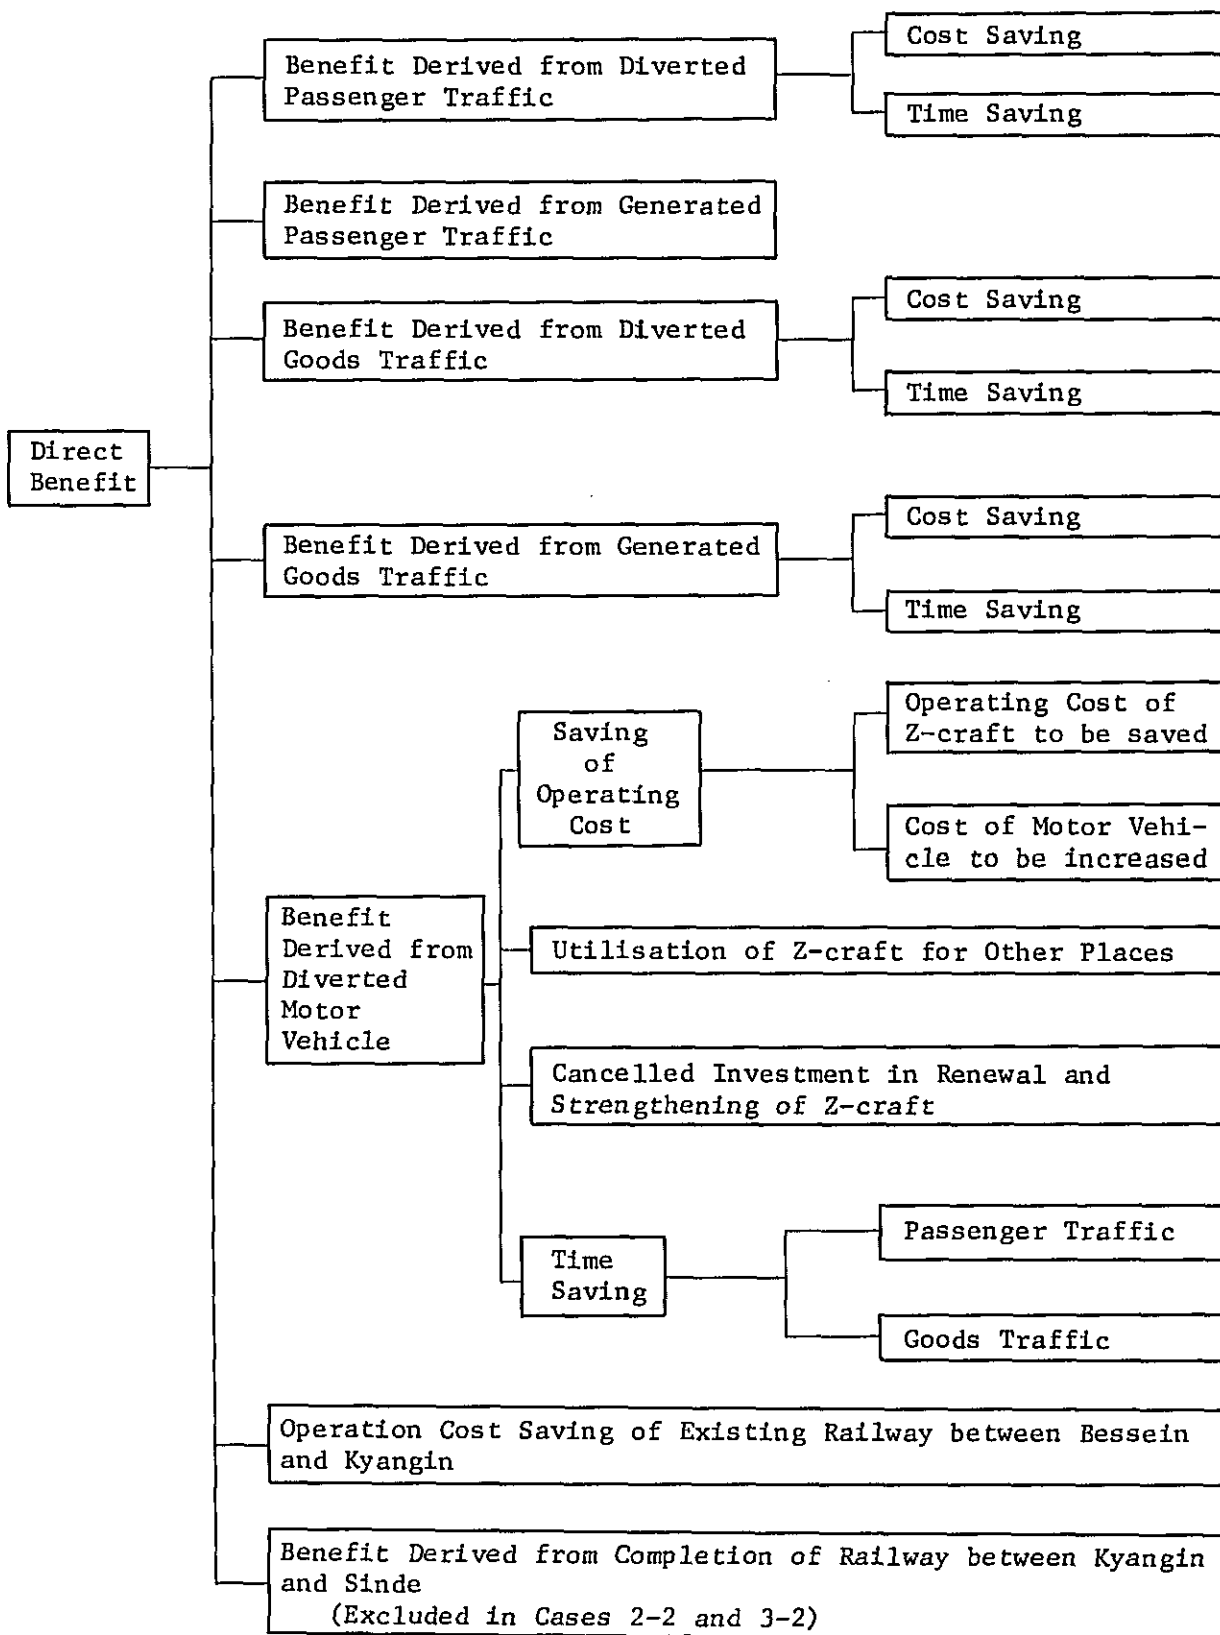 Direct
Benefit
Benefit Derived from Diverted
Passenger Traffic
Cost Saving
Time Saving
Benefit Derived from Generated
Passenger Traffic
Benefit Derived from Diverted
Goods Traffic
Cost Saving
Time Saving
Benefit Derived from Generated
Goods Traffic
Cost Saving
Time Saving
Benefit
Derived from
Diverted
Motor
Vehicle
Saving
of
Operating
Cost
Operating Cost of
Z-craft to be saved
Cost of Motor Vehi-
cle to be increased
Utilisation of Z-craft for Other Places
Cancelled Investment in Renewal and
Strengthening of Z-craft
Time
Saving
Passenger Traffic
Goods Traffic
Operation Cost Saving of Existing Railway between Bessein
and Kyangin
Benefit Derived from Completion of Railway between Kyangin
and Sinde
(Excluded in Cases 2-2 and 3-2)